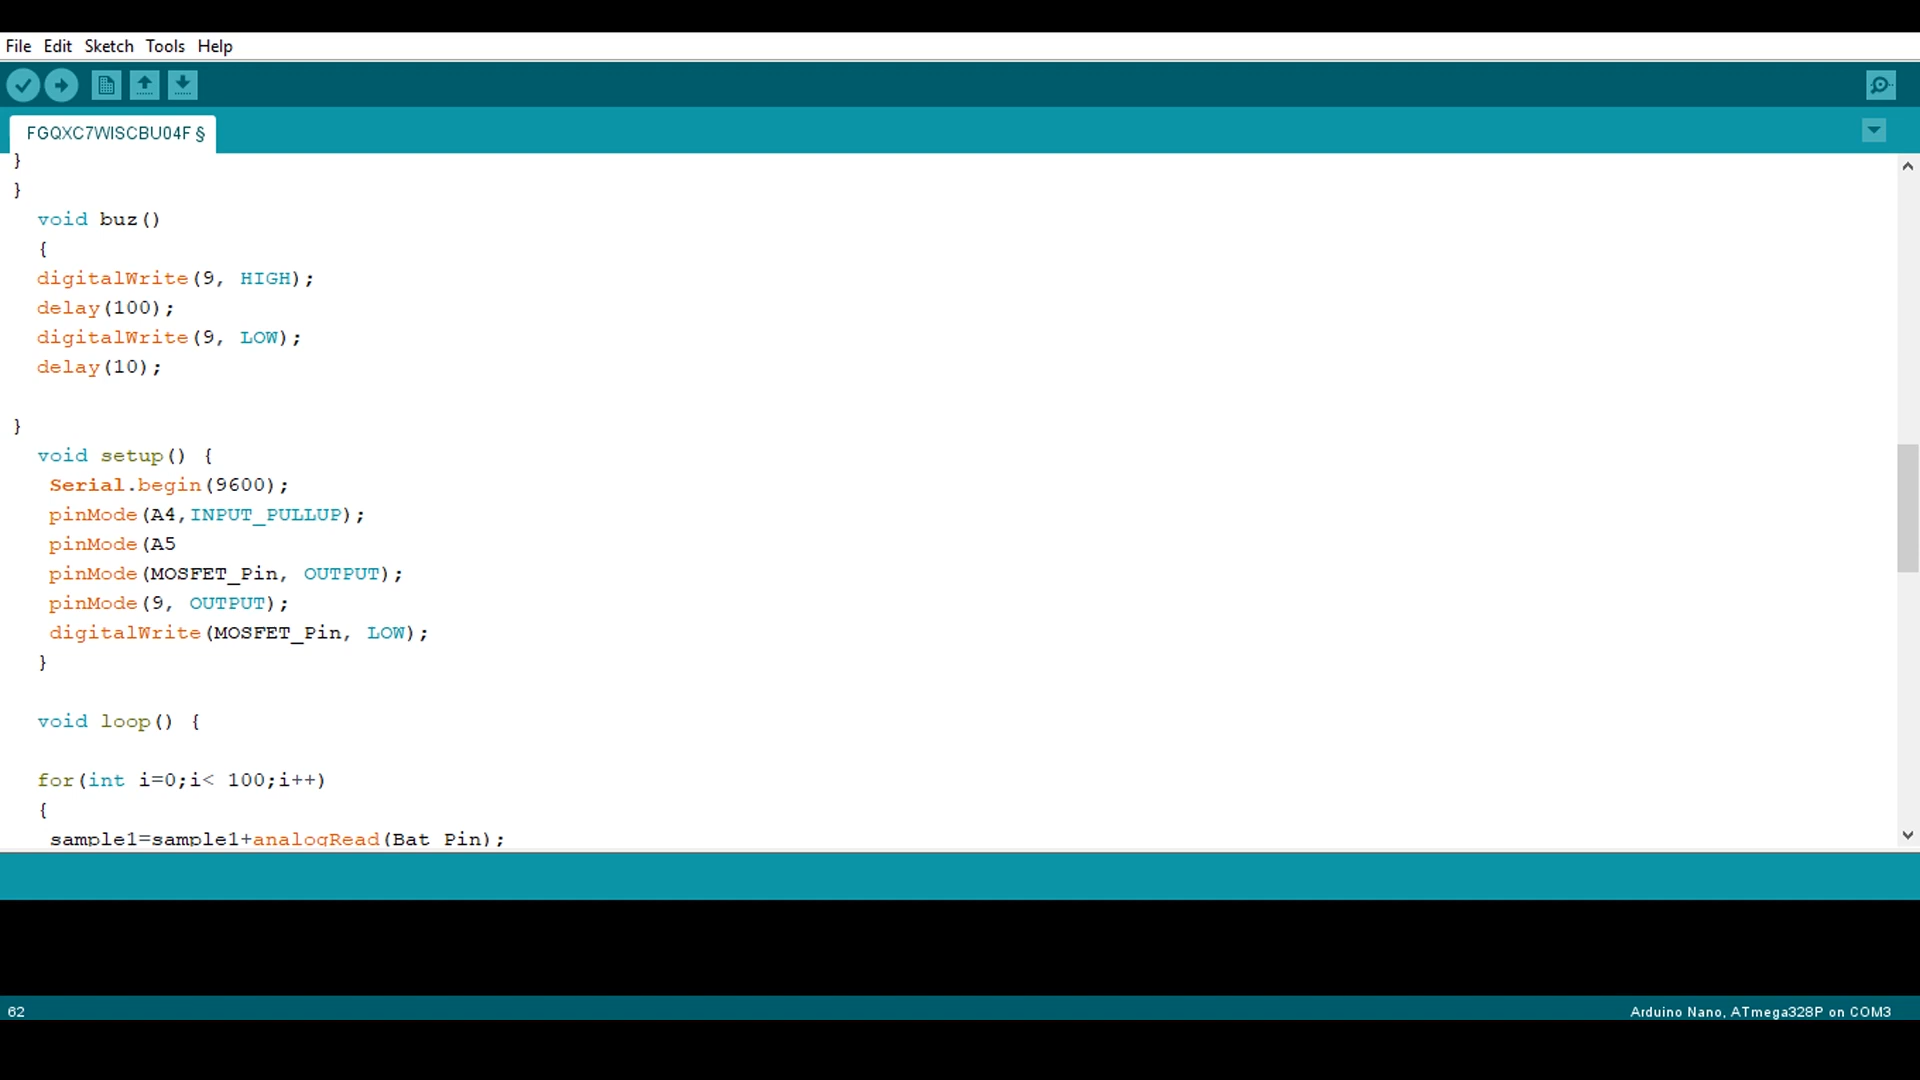 File Edit Sketch Tools Help
FGQXC7WISCBU04F §
}
}
void buz()
{
digitalWrite(9, HIGH);
delay(100);
digitalWrite(9, LOW);
delay(10);
}
void setup() {
Serial.begin(9600);
pinMode(A4,INPUT_PULLUP);
pinMode(A5
pinMode(MOSFET_Pin, OUTPUT);
pinMode(9, OUTPUT);
digitalWrite(MOSFET_Pin, LOW);
}
void loop() {
for(int i=0;i< 100;i++)
{
sample1=sample1+analogRead(Bat_Pin);
62
Arduino Nano, ATmega328P on COM3